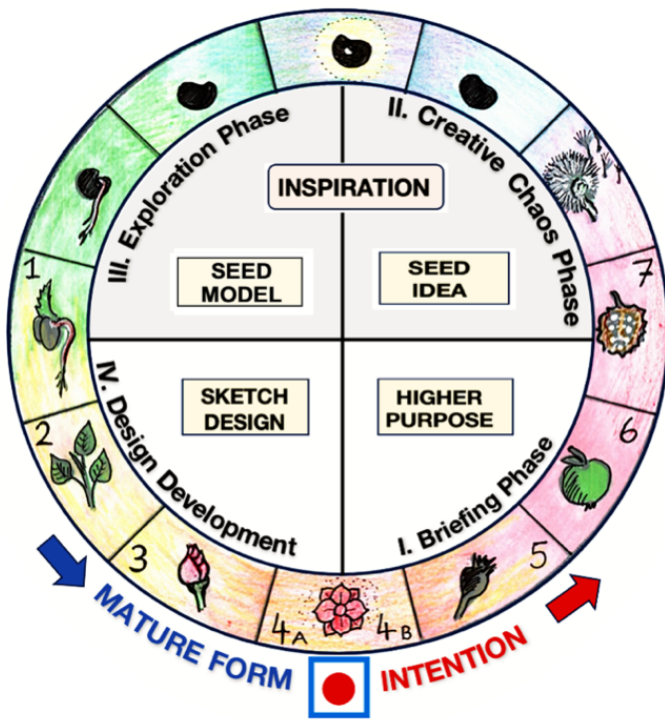 II. Creative Chaos Phase
III. Exploration Phase
INSPIRATION
SEED
MODEL
SEED
IDEA
SKETCH
DESIGN
HIGHER
PURPOSE
IV. Design Development
I. Briefing Phase
1
2
3
4A
4B
5
6
7
MATURE FORM
INTENTION